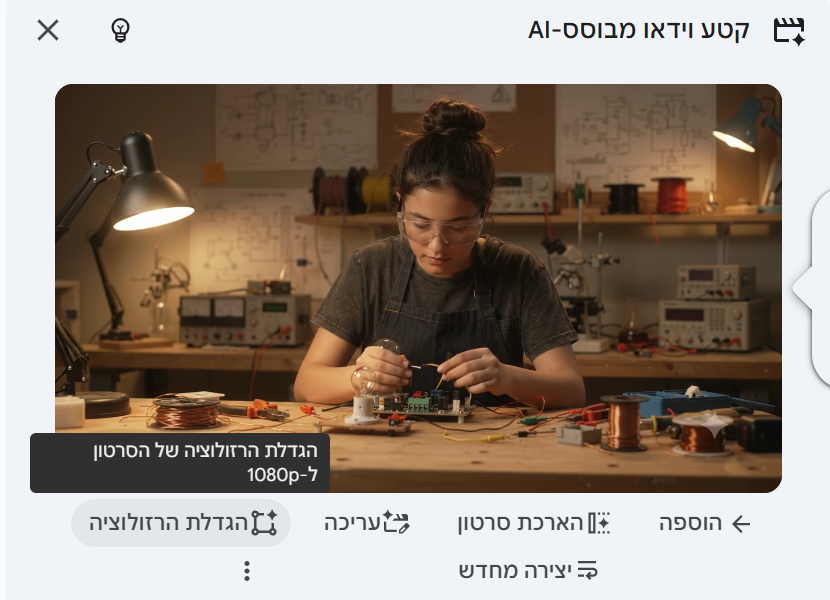 קטע וידאו מבוסס-AI
הגדלת הרזולוציה של הסרטון
ל-1080p
הוספה
הארכת סרטון
עריכה
הגדלת הרזולוציה
יצירה מחדש